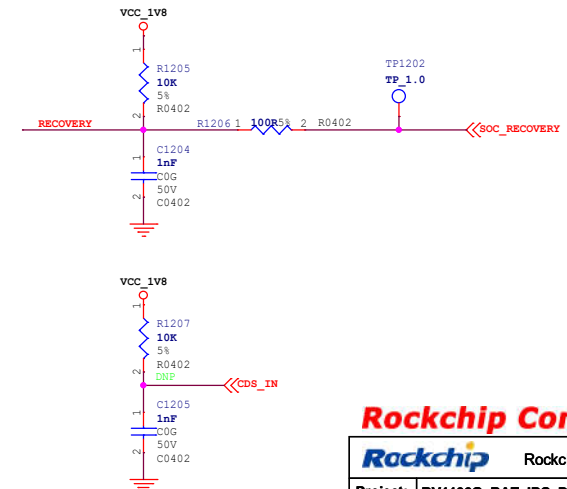 VCC_1V8
1
R1205
10K
5%
R0402
2
TP1202
TP_1.0
RECOVERY
R1206 1 100R 5% 2 R0402
SOC_RECOVERY
1
C1204
1nF
C0G
50V
C0402
2
VCC_1V8
1
R1207
10K
5%
R0402
2
DNP
CDS_IN
1
C1205
1nF
C0G
50V
C0402
2
Rockchip Con
Rockchip Rockc